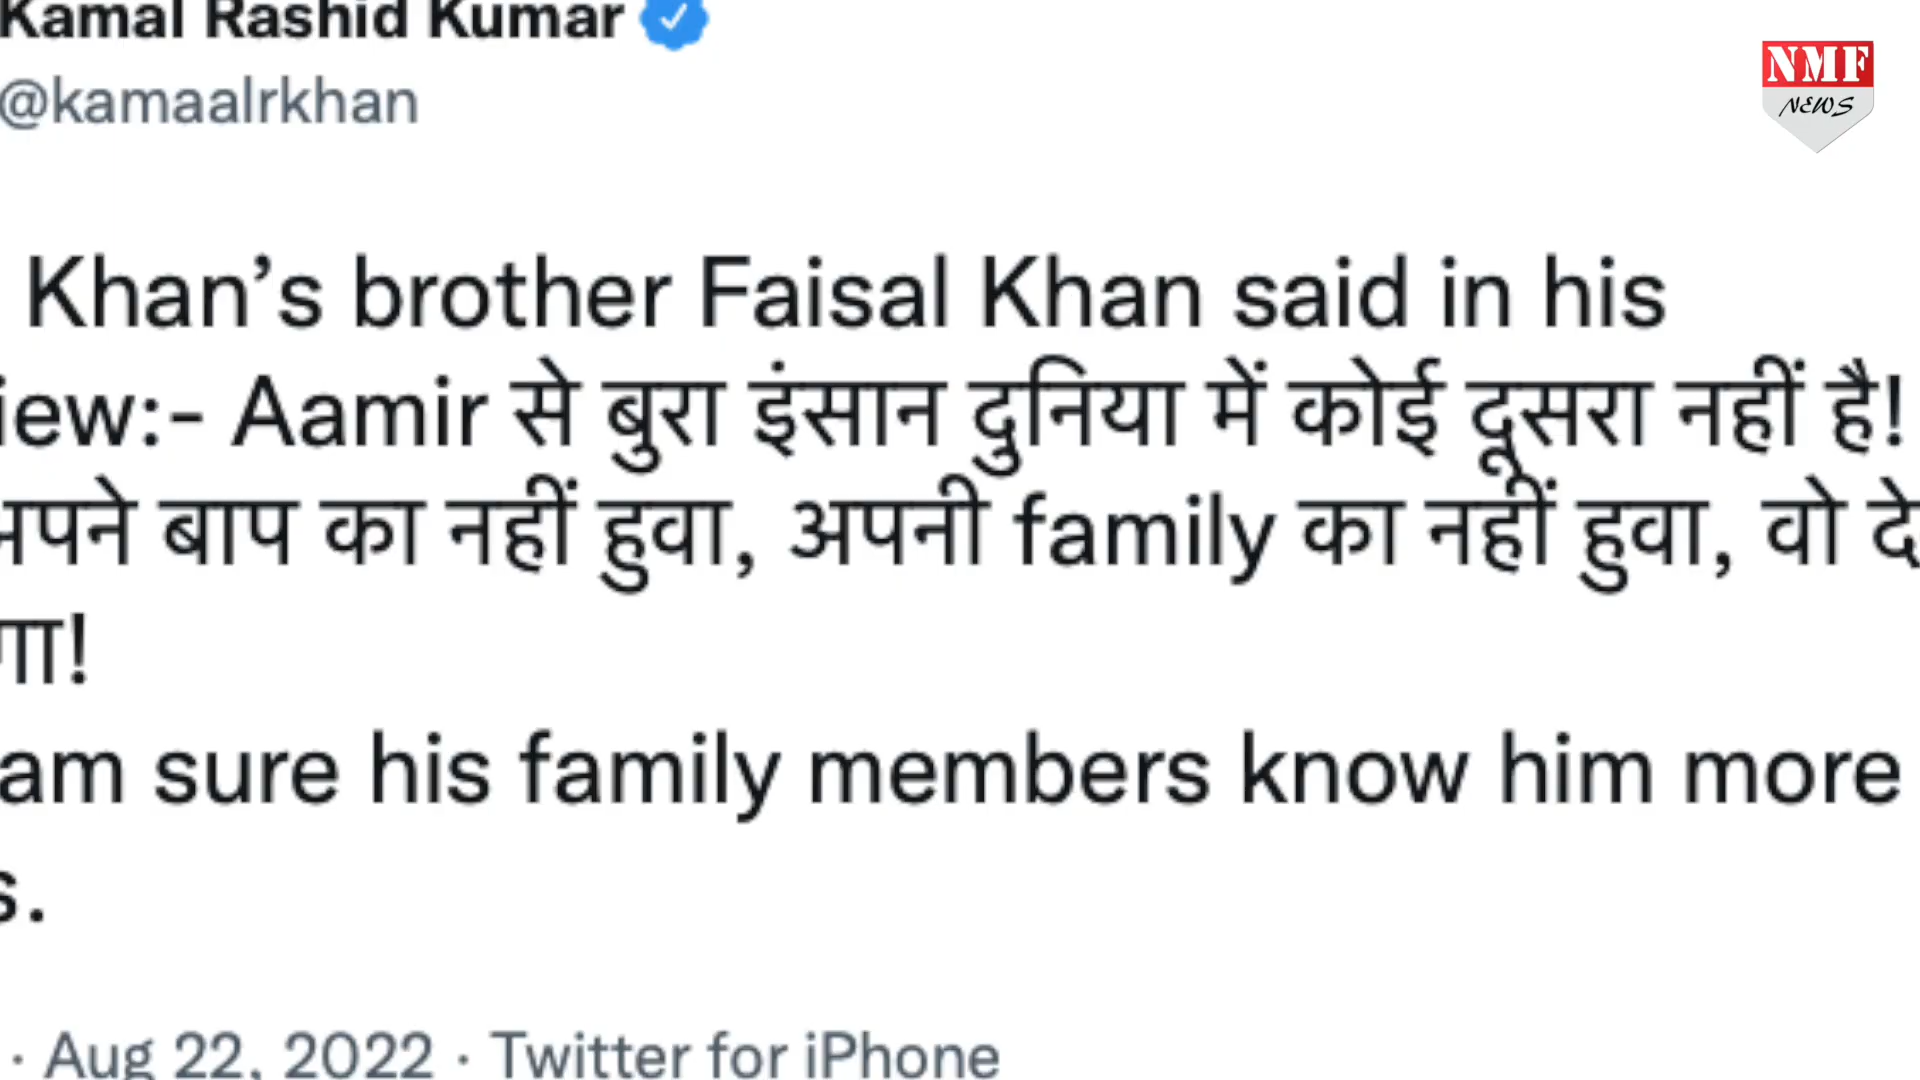 Kamal Rashid Kumar
@kamaalrkhan
NMF
NEWS
Khan’s brother Faisal Khan said in his
iew:- Aamir से बुरा इंसान दुनिया में कोई दूसरा नहीं है!
अपने बाप का नहीं हुवा, अपनी family का नहीं हुवा, वो दे
गा!
am sure his family members know him more
s.
· Aug 22, 2022 · Twitter for iPhone